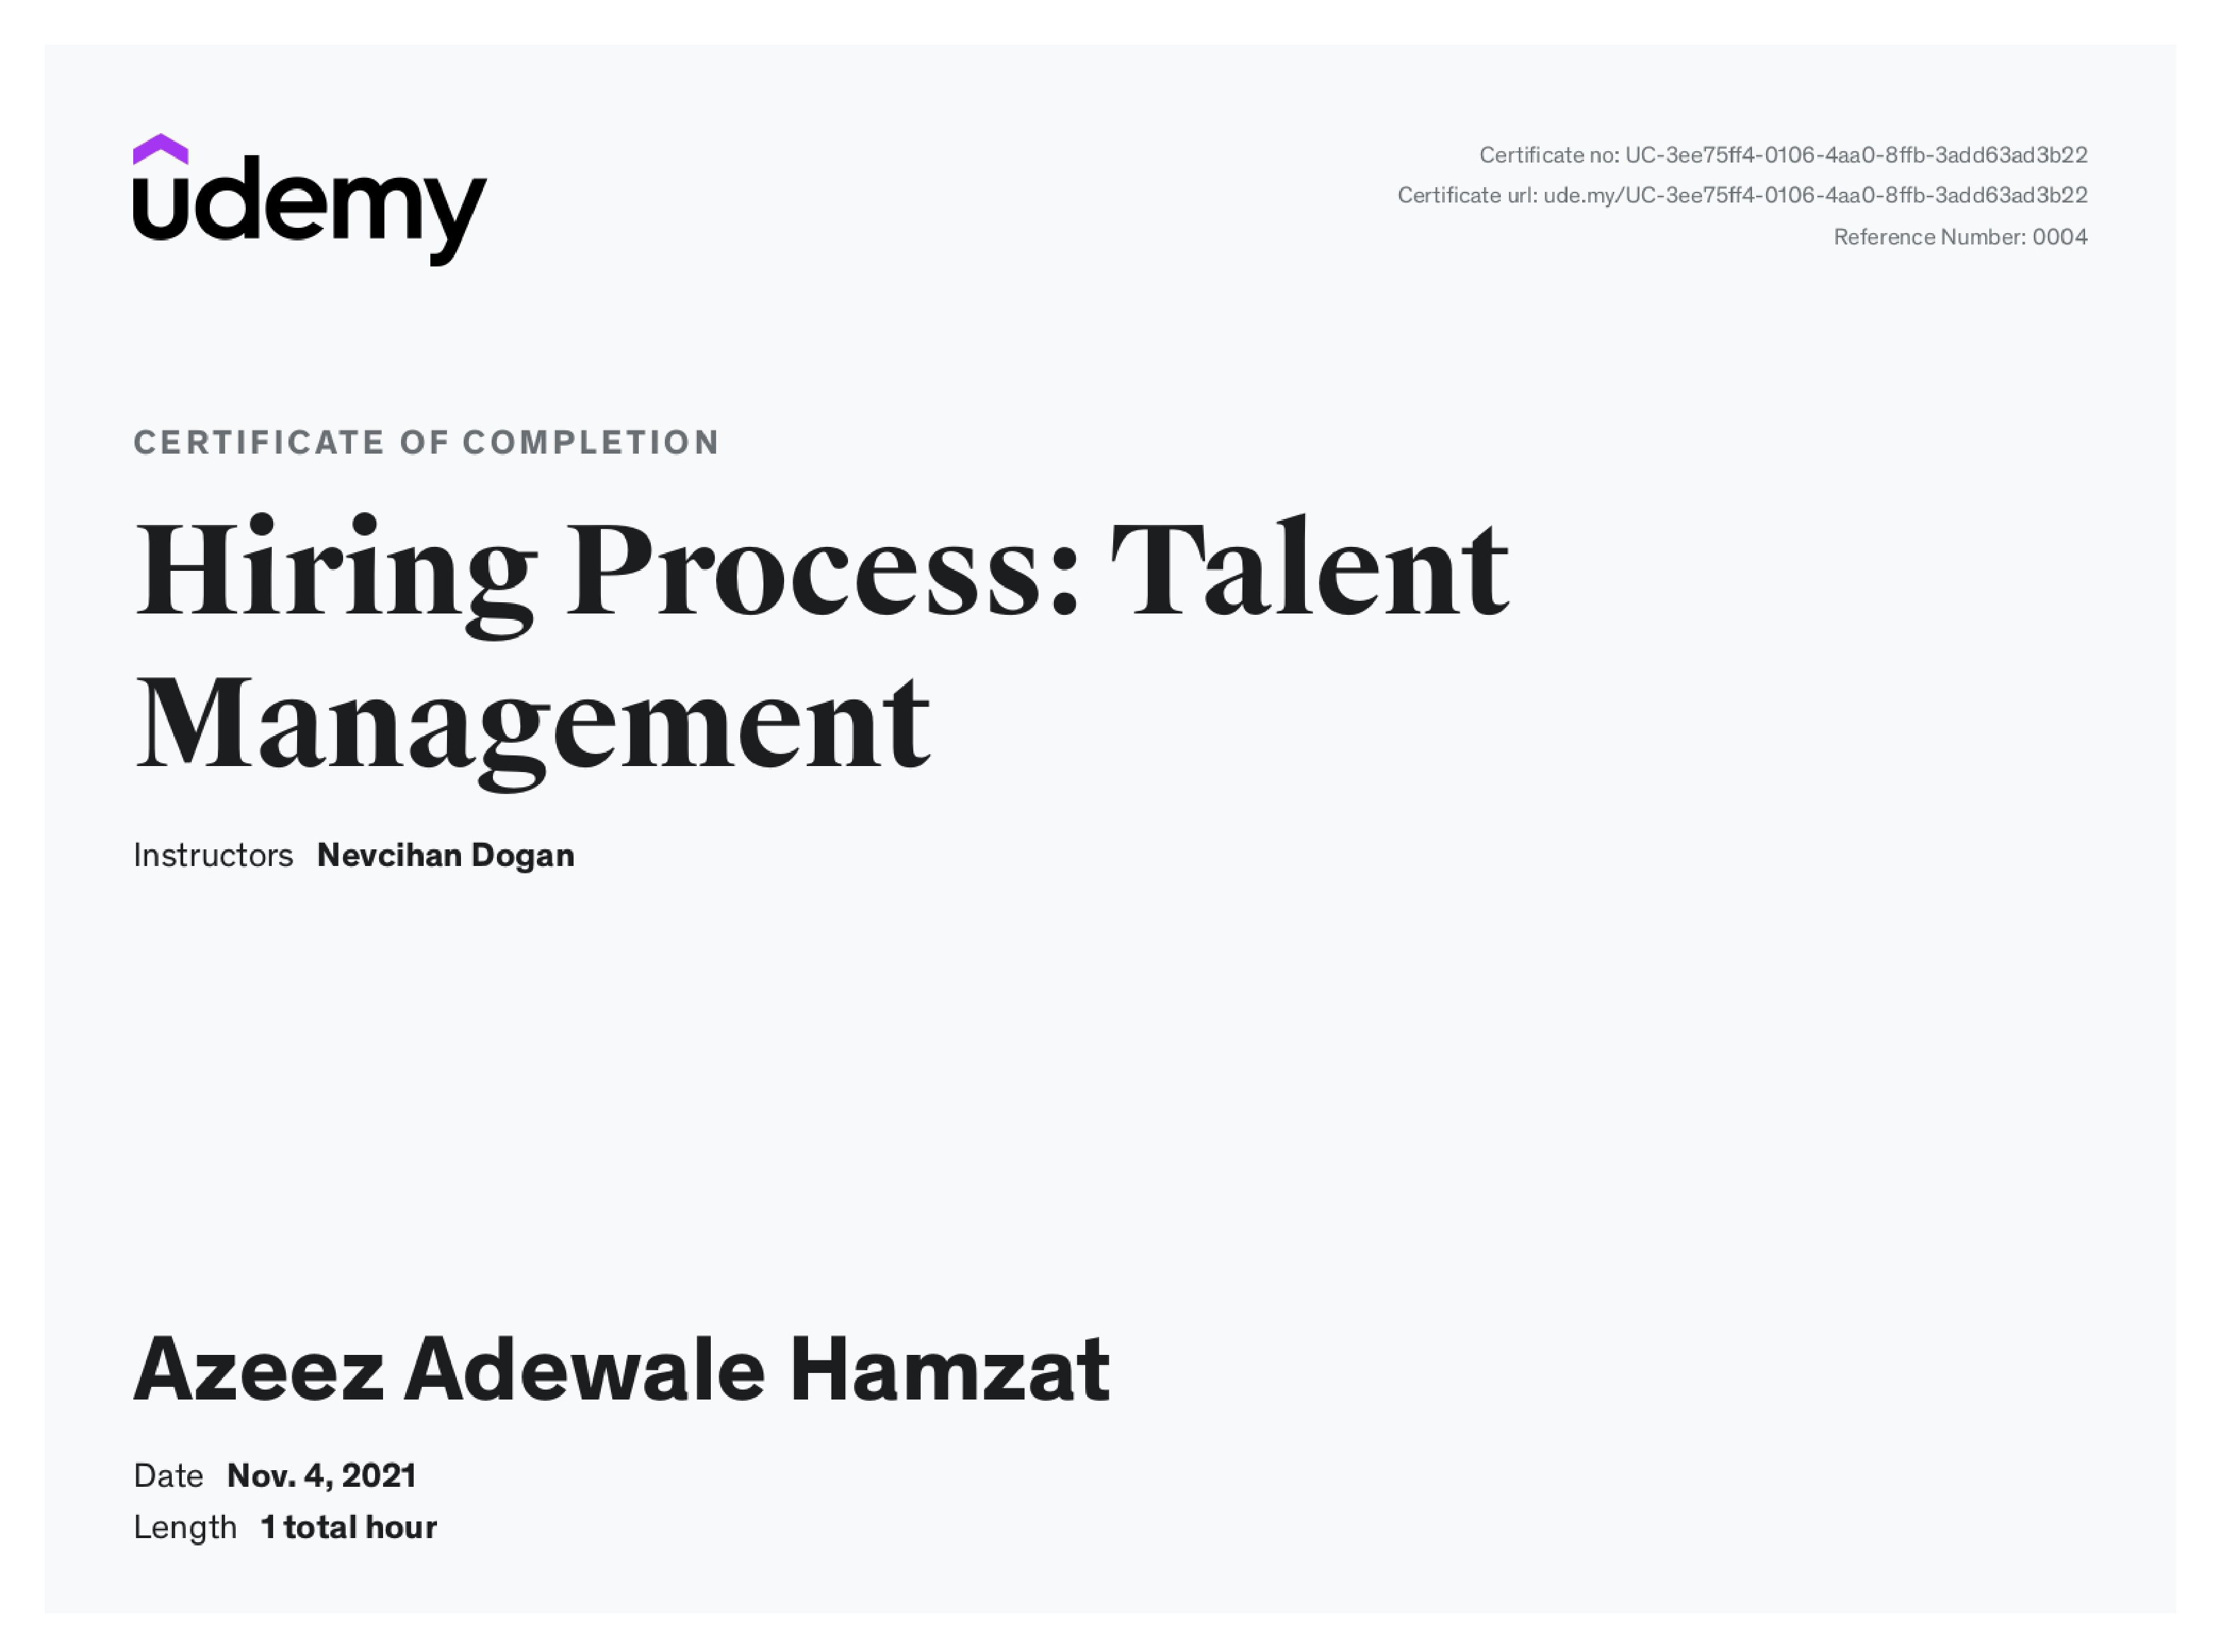 udemy
Certificate no: UC-3ee75ff4-0106-4aa0-8ffb-3add63ad3b22
Certificate url: ude.my/UC-3ee75ff4-0106-4aa0-8ffb-3add63ad3b22
Reference Number: 0004
CERTIFICATE OF COMPLETION
Hiring Process: Talent
Management
Instructors Nevcihan Dogan
Azeez Adewale Hamzat
Date Nov. 4, 2021
Length 1 total hour